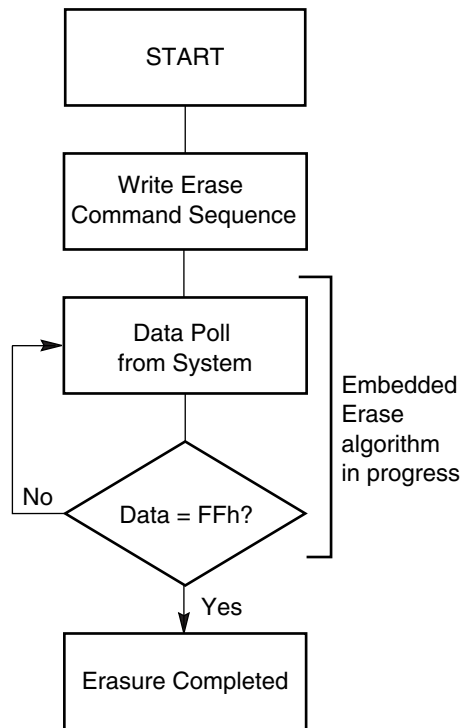 START
Write Erase
Command Sequence
Data Poll
from System
Embedded
Erase
algorithm
in progress
No
Data = FFh?
Yes
Erasure Completed